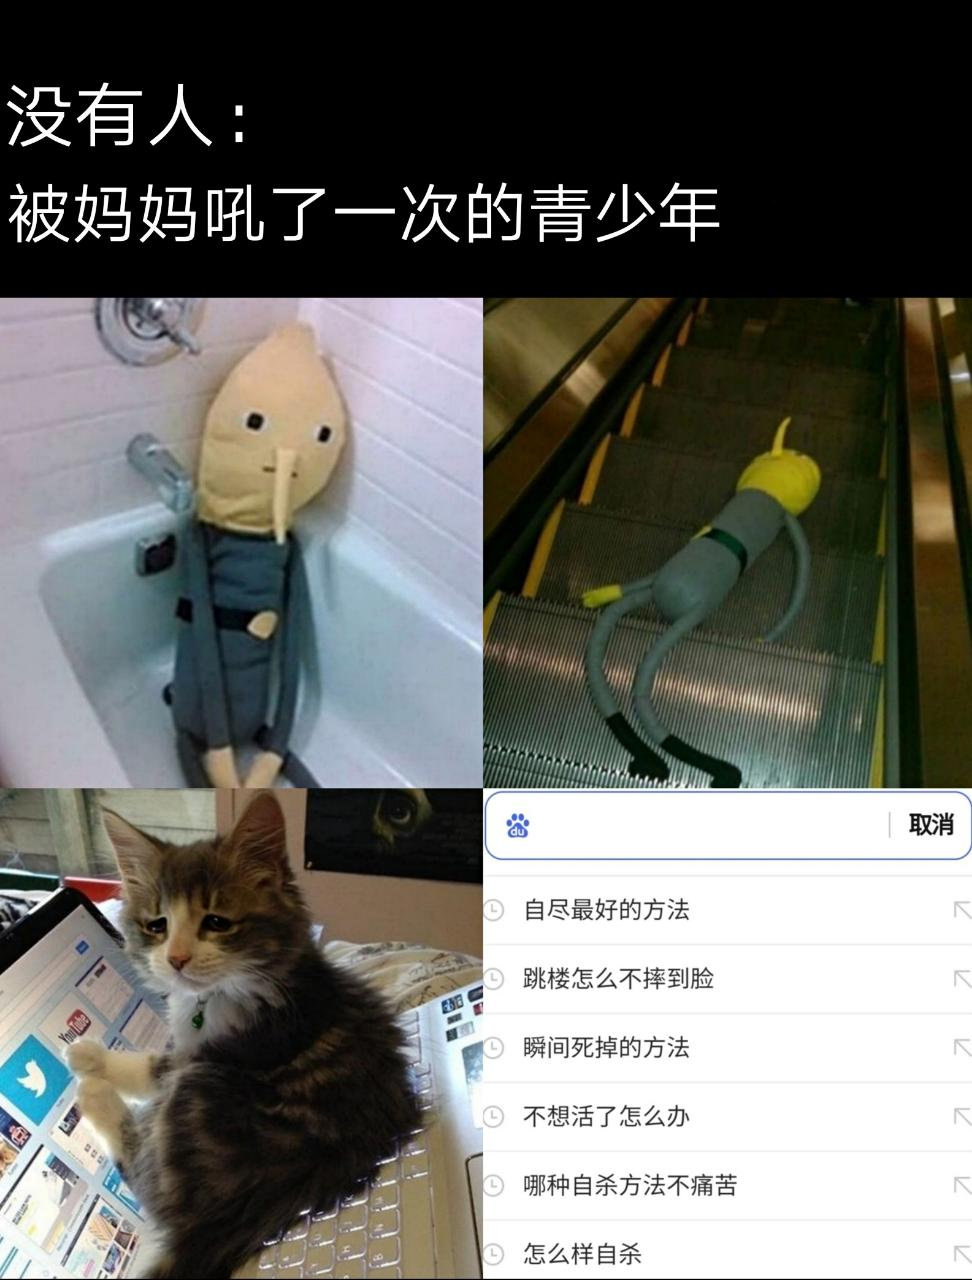 没有人:
被妈妈吼了一次的青少年
YouTube
du
取消
自尽最好的方法
跳楼怎么不摔到脸
瞬间死掉的方法
不想活了怎么办
哪种自杀方法不痛苦
怎么样自杀